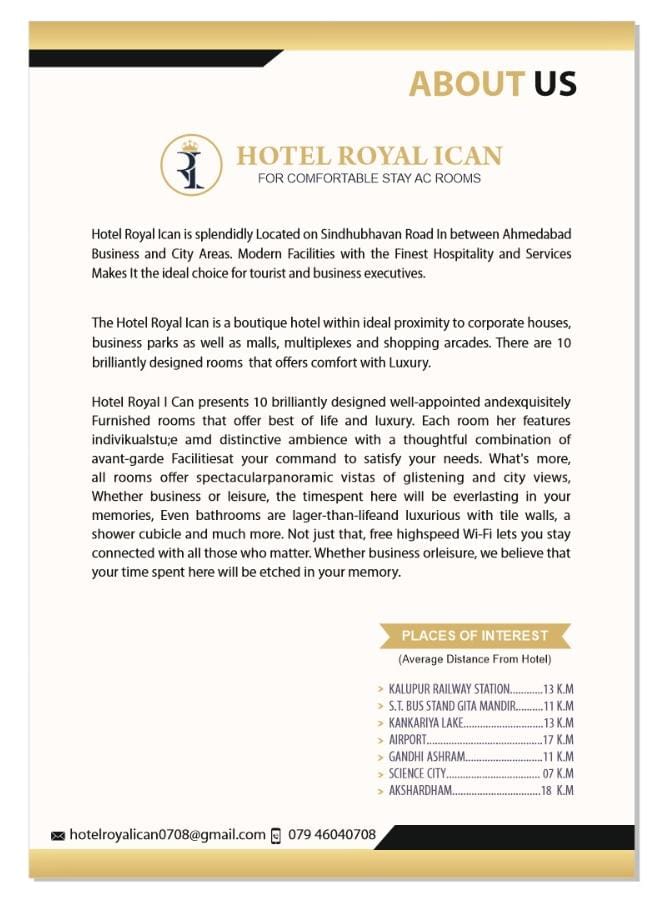 ABOUT US
HOTEL ROYAL ICAN
FOR COMFORTABLE STAY AC ROOMS
Hotel Royal Ican is splendidly Located on Sindhubhavan Road In between Ahmedabad
Business and City Areas. Modern Facilities with the Finest Hospitality and Services
Makes It the ideal choice for tourist and business executives.
The Hotel Royal Ican is a boutique hotel within ideal proximity to corporate houses,
business parks as well as malls, multiplexes and shopping arcades. There are 10
brilliantly designed rooms that offers comfort with Luxury.
Hotel Royal I Can presents 10 brilliantly designed well-appointed andexquisitely
Furnished rooms that offer best of life and luxury. Each room her features
indivikualstu;e amd distinctive ambience with a thoughtful combination of
avant-garde Facilitiesat your command to satisfy your needs. What's more,
all rooms offer spectacularpanoramic vistas of glistening and city views,
Whether business or leisure, the timespent here will be everlasting in your
memories, Even bathrooms are lager-than-lifeand luxurious with tile walls, a
shower cubicle and much more. Not just that, free highspeed Wi-Fi lets you stay
connected with all those who matter. Whether business orleisure, we believe that
your time spent here will be etched in your memory.
PLACES OF INTEREST
(Average Distance From Hotel)
> KALUPUR RAILWAY STATION............13 K.M
> S.T. BUS STAND GITA MANDIR..........11 K.M
> KANKARIYA LAKE.............................13 K.M
> AIRPORT..........................................17 K.M
> GANDHI ASHRAM............................11 K.M
> SCIENCE CITY.................................. 07 K.M
> AKSHARDHAM................................18 K.M
hotelroyalican0708@gmail.com 079 46040708